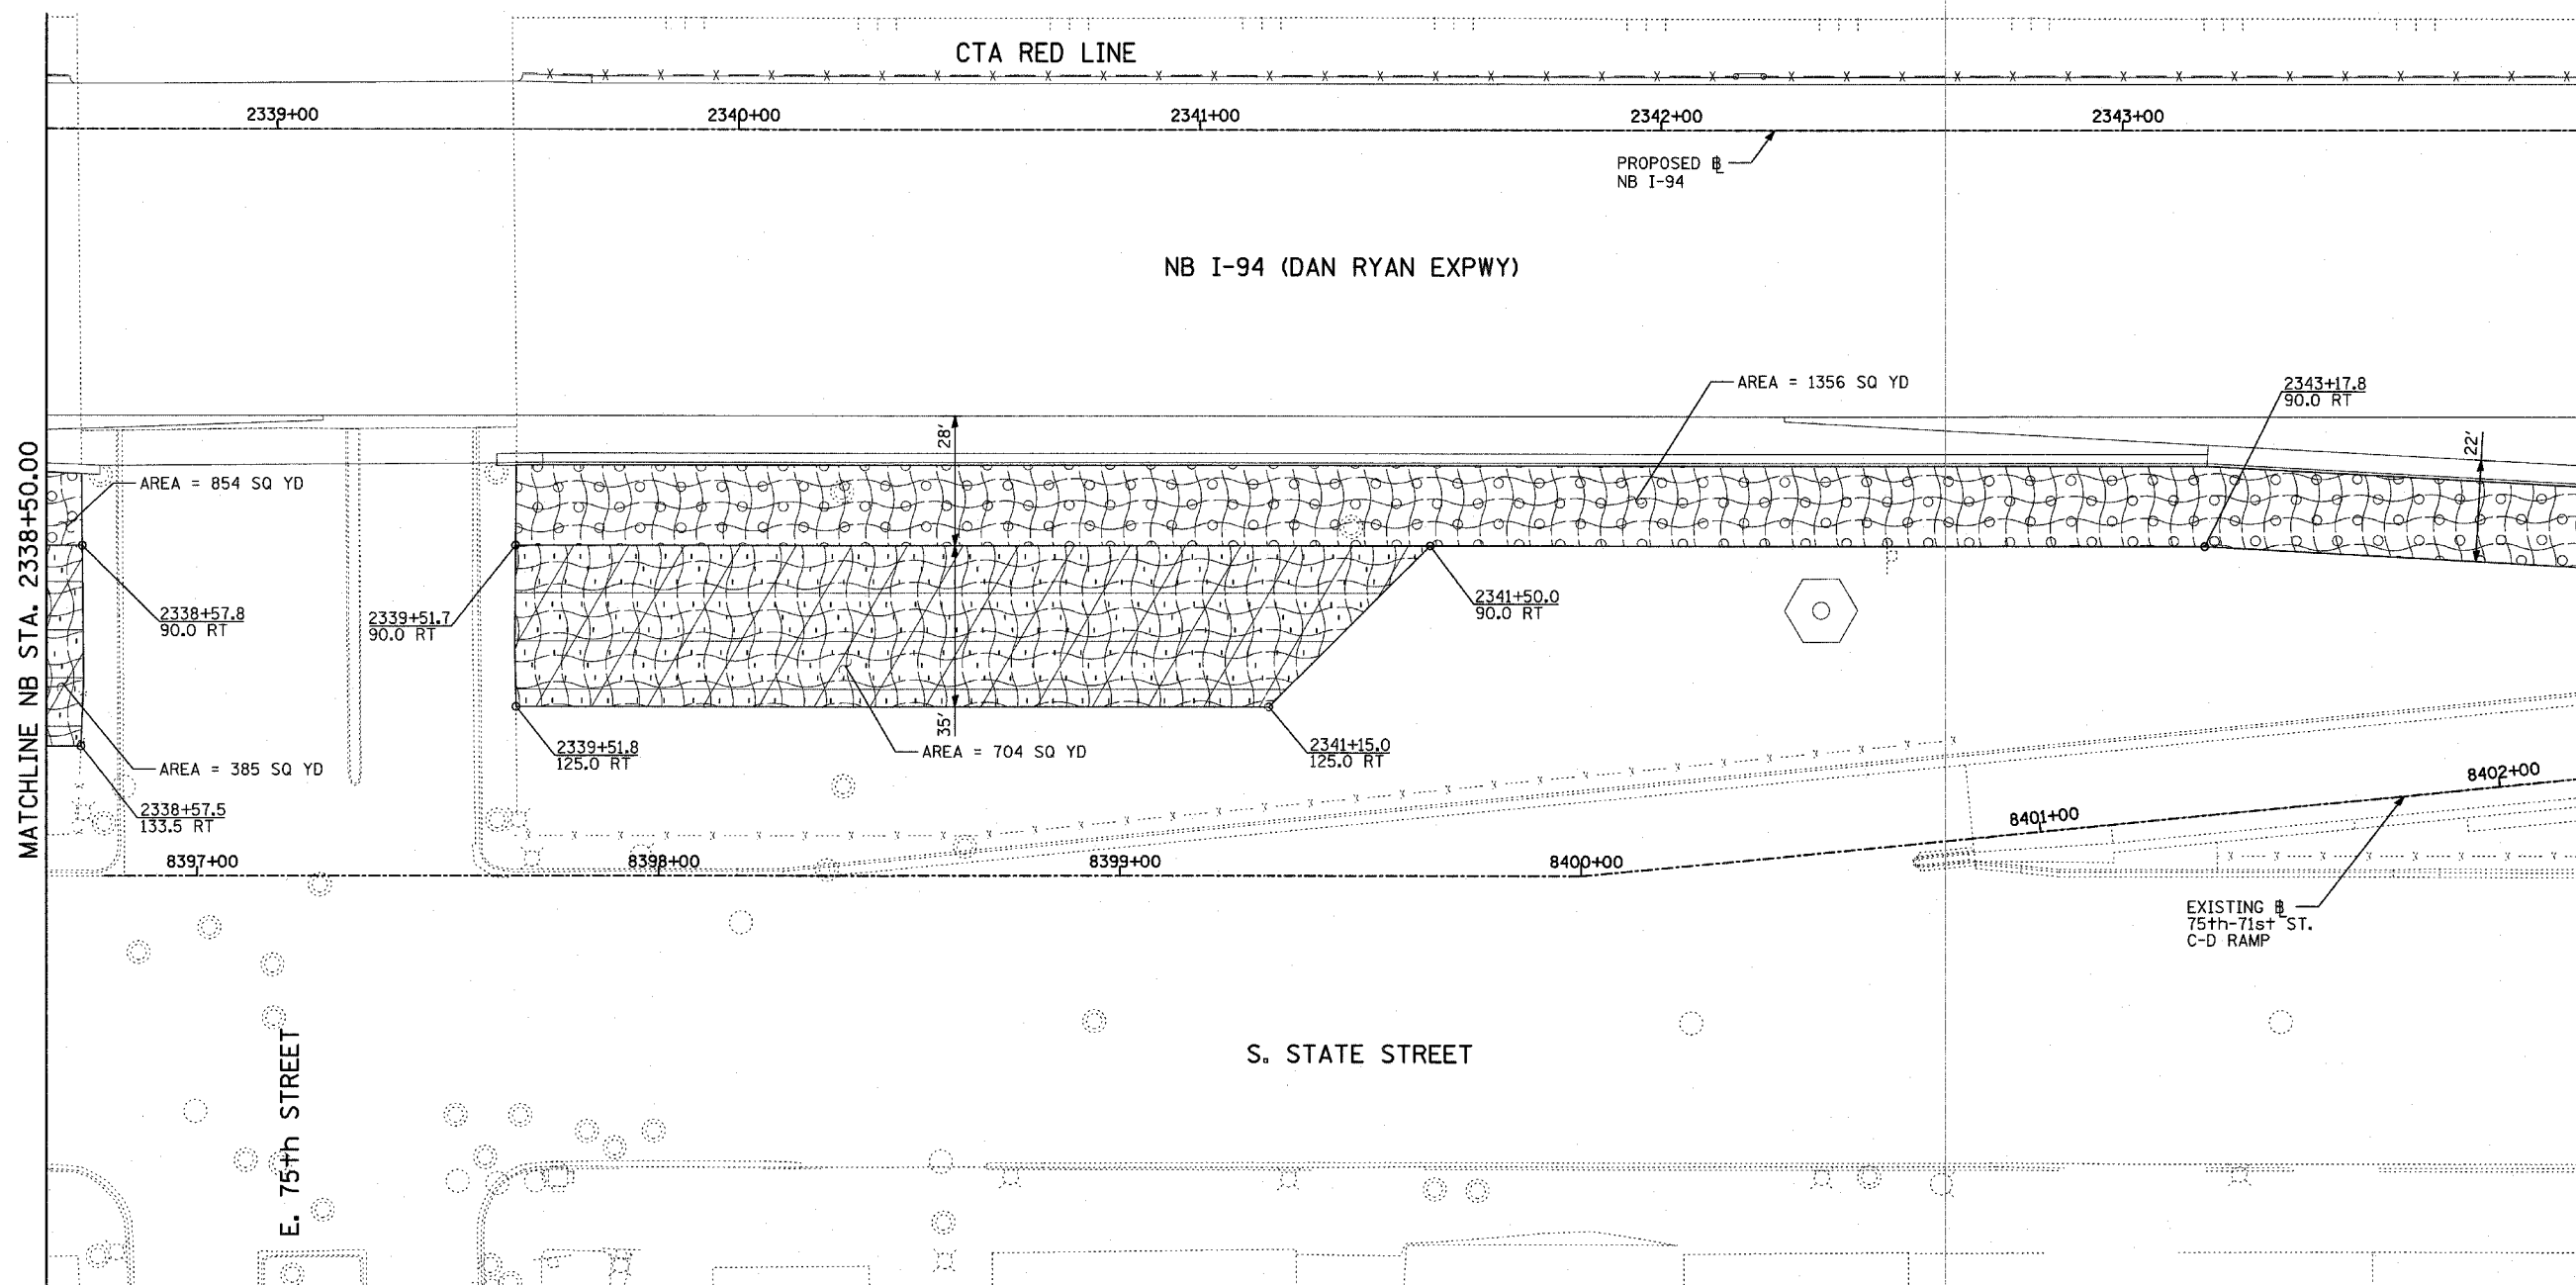 CTA RED LINE
2339+00
2340+00
2341+00
2342+00
2343+00
PROPOSED ℄
NB I-94
NB I-94 (DAN RYAN EXPWY)
AREA = 1356 SQ YD
2343+17.8
90.0 RT
28'
22'
MATCHLINE NB STA. 2338+50.00
AREA = 854 SQ YD
2338+57.8
90.0 RT
2339+51.7
90.0 RT
2341+50.0
90.0 RT
P
35'
2339+51.8
125.0 RT
AREA = 704 SQ YD
2341+15.0
125.0 RT
AREA = 385 SQ YD
2338+57.5
133.5 RT
8397+00
8398+00
8399+00
8400+00
8401+00
8402+00
EXISTING ℄
75th-71st ST.
C-D RAMP
E. 75th STREET
S. STATE STREET